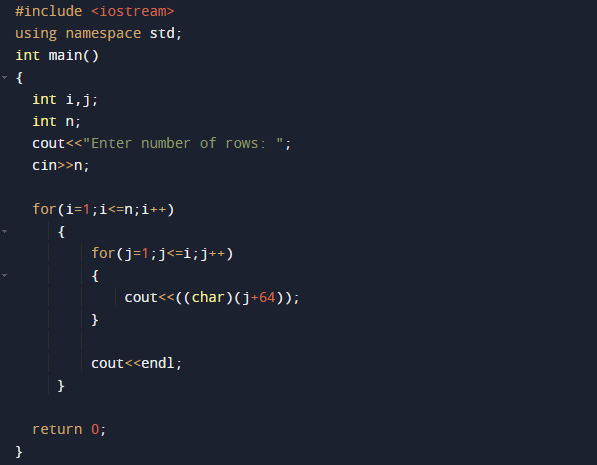 #include <iostream>
using namespace std;
int main()
{
int i,j;
int n;
cout<<"Enter number of rows: ";
cin>>n;
for(i=1;i<=n;i++)
{
for(j=1;j<=i;j++)
{
cout<<((char)(j+64));
}
cout<<endl;
}
return 0;
}